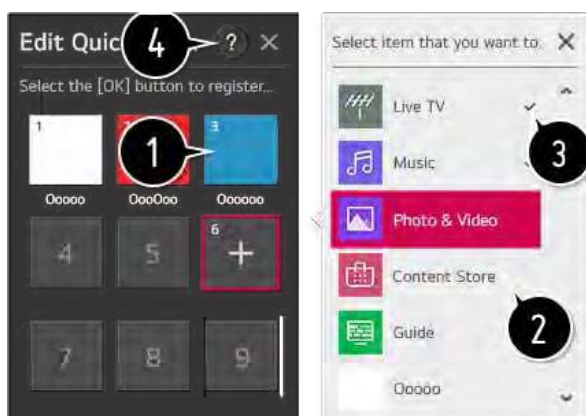 Edit Quic
4
?
Select the [OK] button to register...
1
3
1
Ooooo
OooOoo
Oooooo
4
5
6
7
8
9
Select item that you want to
Live TV
3
Music
Photo & Video
Content Store
2
Guide
Ooooo